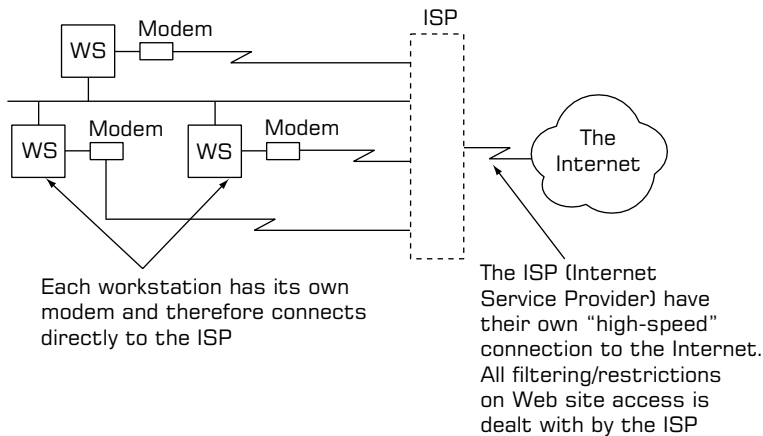 ISP
WS
Modem
WS
Modem
WS
Modem
The
Internet
Each workstation has its own
modem and therefore connects
directly to the ISP
The ISP (Internet
Service Provider) have
their own “high-speed”
connection to the Internet.
All filtering/restrictions
on Web site access is
dealt with by the ISP